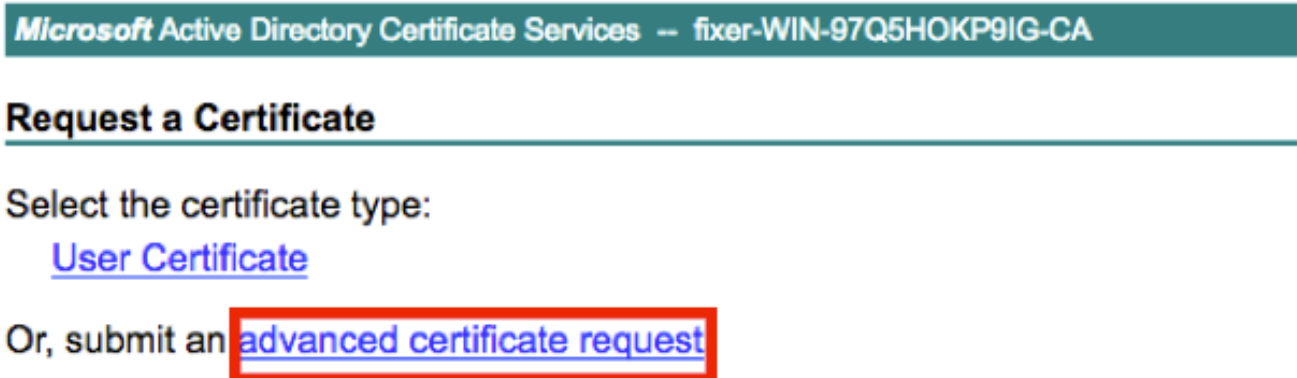 Microsoft Active Directory Certificate Services -- fixer-WIN-97Q5HOKP9IG-CA
Request a Certificate
Select the certificate type:
User Certificate
Or, submit an advanced certificate request